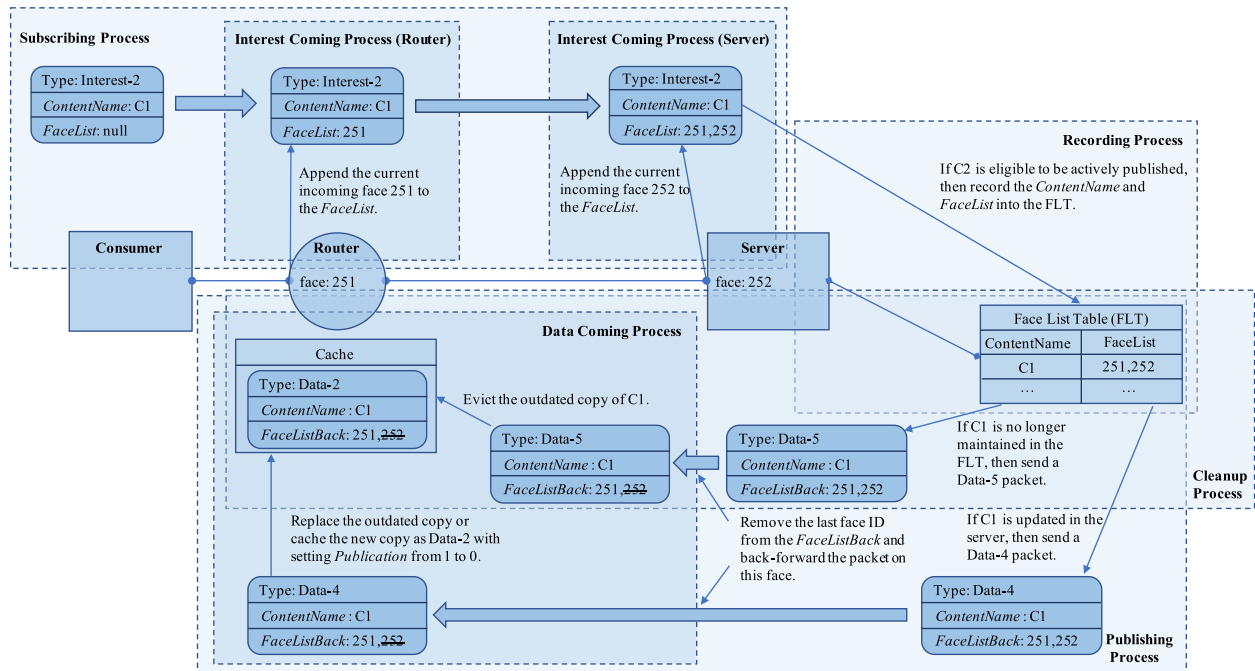 Subscribing Process
Interest Coming Process (Router)
Interest Coming Process (Server)
Type: Interest-2
ContentName: C1
FaceList: null
Type: Interest-2
ContentName: C1
FaceList: 251
Type: Interest-2
ContentName: C1
FaceList: 251,252
Recording Process
If C2 is eligible to be actively published,
then record the ContentName and
FaceList into the FLT.
Append the current
incoming face 251 to
the FaceList.
Append the current
incoming face 252 to
the FaceList.
Consumer
Router
face: 251
Server
face: 252
Data Coming Process
Face List Table (FLT)
ContentName
FaceList
C1
251,252
…
…
Cache
Type: Data-2
ContentName : C1
FaceListBack: 251,252
Evict the outdated copy of C1.
Type: Data-5
ContentName : C1
FaceListBack: 251,252
Type: Data-5
ContentName : C1
FaceListBack: 251,252
If C1 is no longer
maintained in the
FLT, then send a
Data-5 packet.
Cleanup
Process
Replace the outdated copy or
cache the new copy as Data-2 with
setting Publication from 1 to 0.
Remove the last face ID
from the FaceListBack and
back-forward the packet on
this face.
If C1 is updated in the
server, then send a
Data-4 packet.
Type: Data-4
ContentName : C1
FaceListBack: 251,252
Type: Data-4
ContentName : C1
FaceListBack: 251,252
Publishing
Process